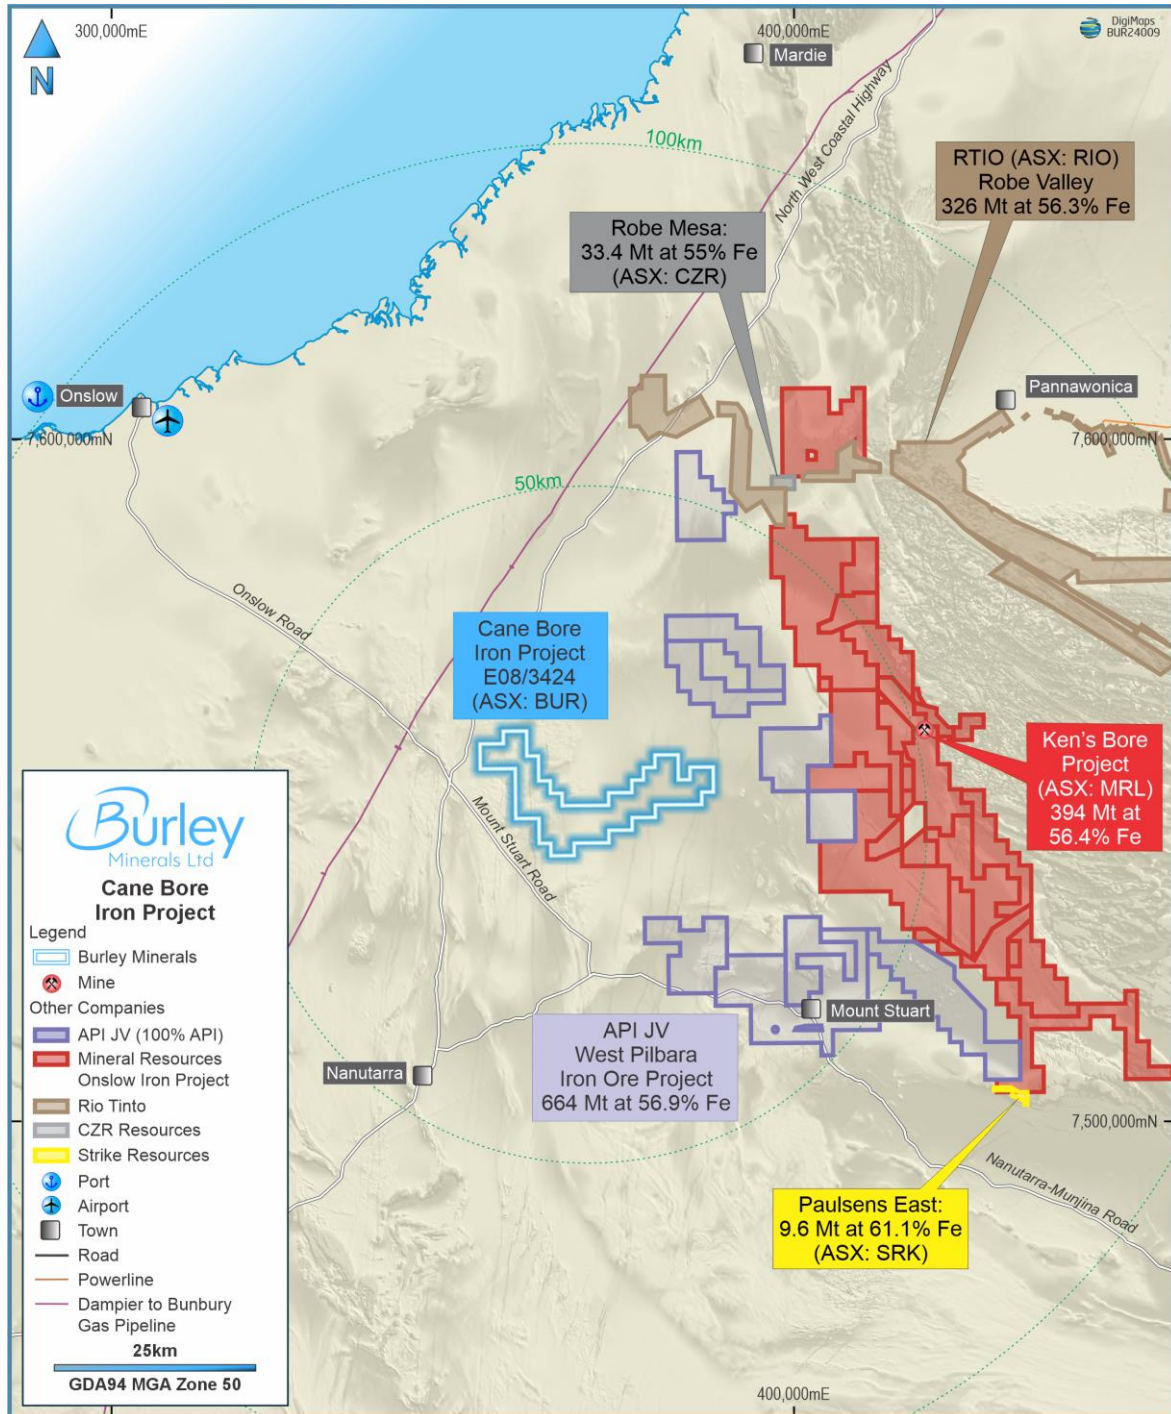 300,000mE
400,000mE
DigiMaps
BUR24009
N
Mardie
North West Coastal Highway
100km
RTIO (ASX: RIO)
Robe Valley
326 Mt at 56.3% Fe
Robe Mesa:
33.4 Mt at 55% Fe
(ASX: CZR)
Onslow
Pannawonica
7,600,000mN
7,600,000mN
50km
Onslow Road
Cane Bore
Iron Project
E08/3424
(ASX: BUR)
Ken's Bore
Project
(ASX: MRL)
394 Mt at
56.4% Fe
Mount Stuart Road
Burley
Minerals Ltd
Cane Bore
Iron Project
Legend
Burley Minerals
Mine
Other Companies
API JV (100% API)
Mineral Resources
Onslow Iron Project
Rio Tinto
CZR Resources
Strike Resources
Port
Airport
Town
Road
Powerline
Dampier to Bunbury
Gas Pipeline
25km
GDA94 MGA Zone 50
Mount Stuart
API JV
West Pilbara
Iron Ore Project
664 Mt at 56.9% Fe
Nanutarra
7,500,000mN
Nanutarra-Munjina Road
Paulsens East:
9.6 Mt at 61.1% Fe
(ASX: SRK)
400,000mE